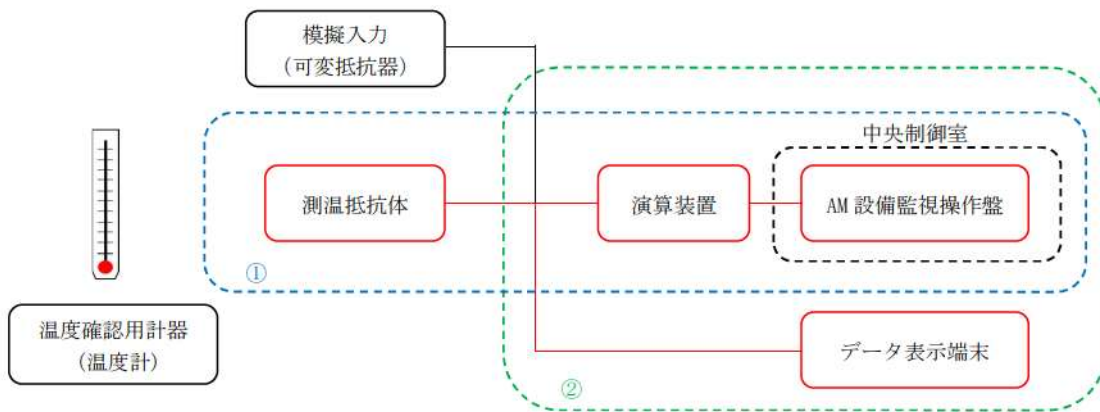 模擬入力
（可変抵抗器）
中央制御室
測温抵抗体
演算装置
AM 設備監視操作盤
①
温度確認用計器
（温度計）
データ表示端末
②